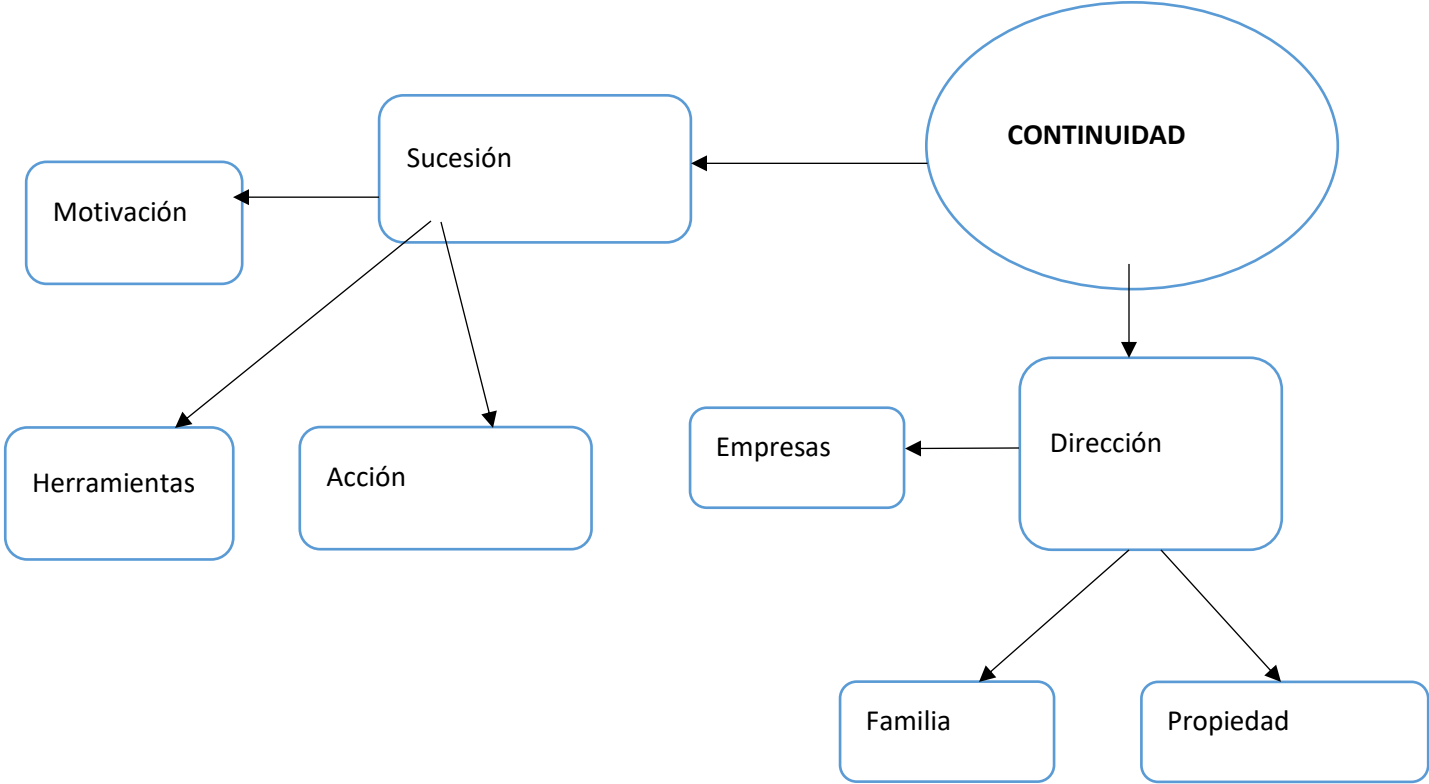 CONTINUIDAD
Sucesión
Motivación
Herramientas
Acción
Dirección
Empresas
Familia
Propiedad